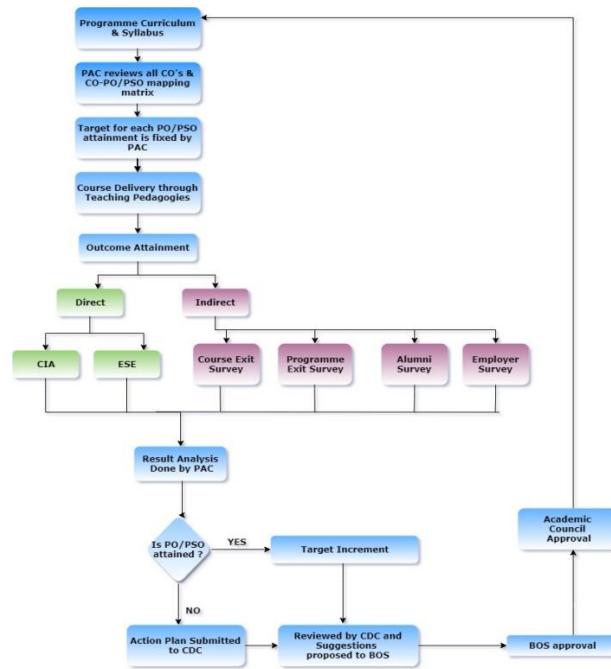 Programme Curriculum
& Syllabus
PAC reviews all CO's &
CO-PO/PSO mapping
matrix
Target for each PO/PSO
attainment is fixed by
PAC
Course Delivery through
Teaching Pedagogies
Outcome Attainment
Direct
Indirect
CIA
ESE
Course Exit
Survey
Programme
Exit Survey
Alumni
Survey
Employer
Survey
Result Analysis
Done by PAC
Is PO/PSO
attained ?
YES
Target Increment
Academic
Council
Approval
NO
Action Plan Submitted
to CDC
Reviewed by CDC and
Suggestions
proposed to BOS
BOS approval